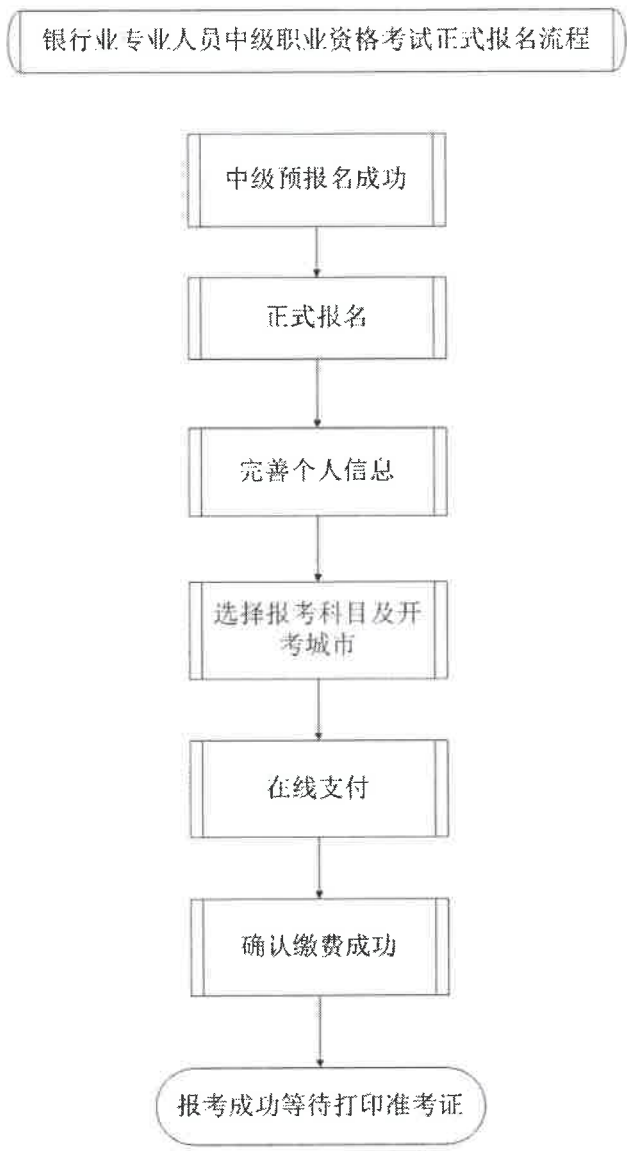 银行业专业人员中级职业资格考试正式报名流程
中级预报名成功
正式报名
完善个人信息
选择报考科目及开
考城市
在线支付
确认缴费成功
报考成功等待打印准考证